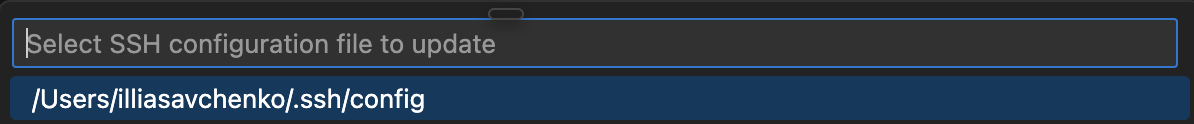 Select SSH configuration file to update
/Users/illiasavchenko/.ssh/config